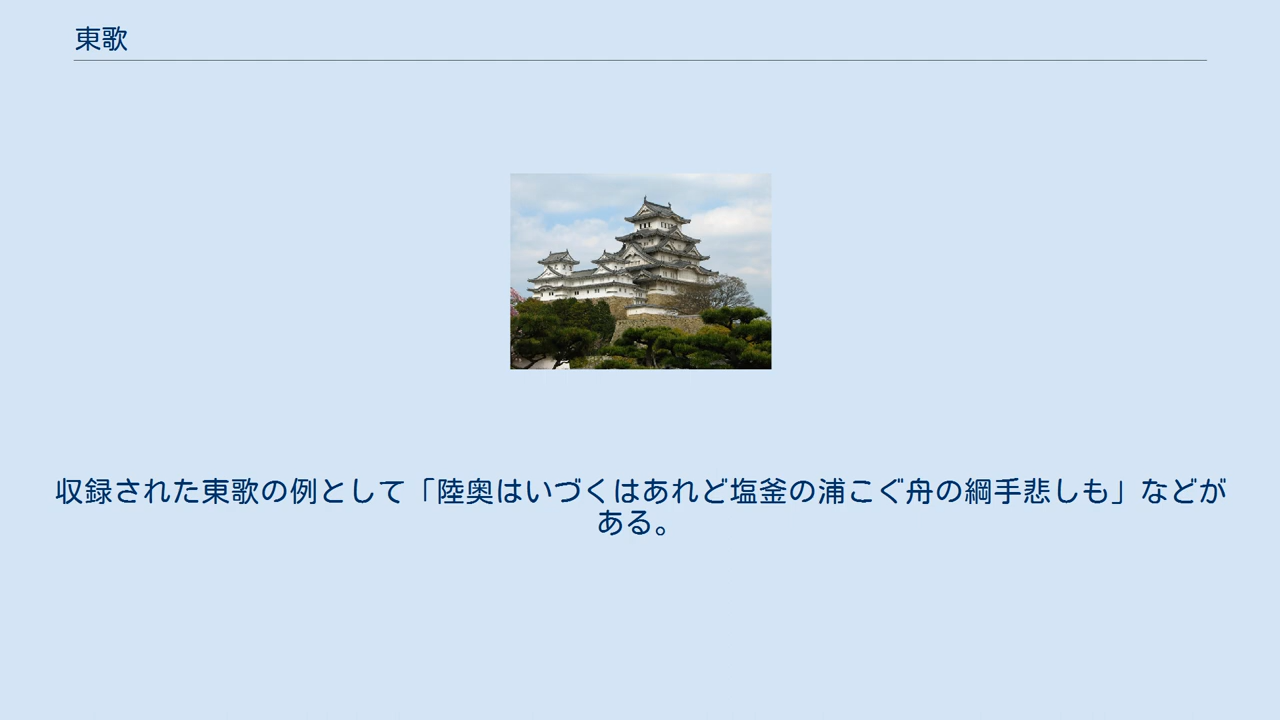 東歌
収録された東歌の例として「陸奥はいづくはあれど塩釜の浦こぐ舟の綱手悲しも」などが
ある。